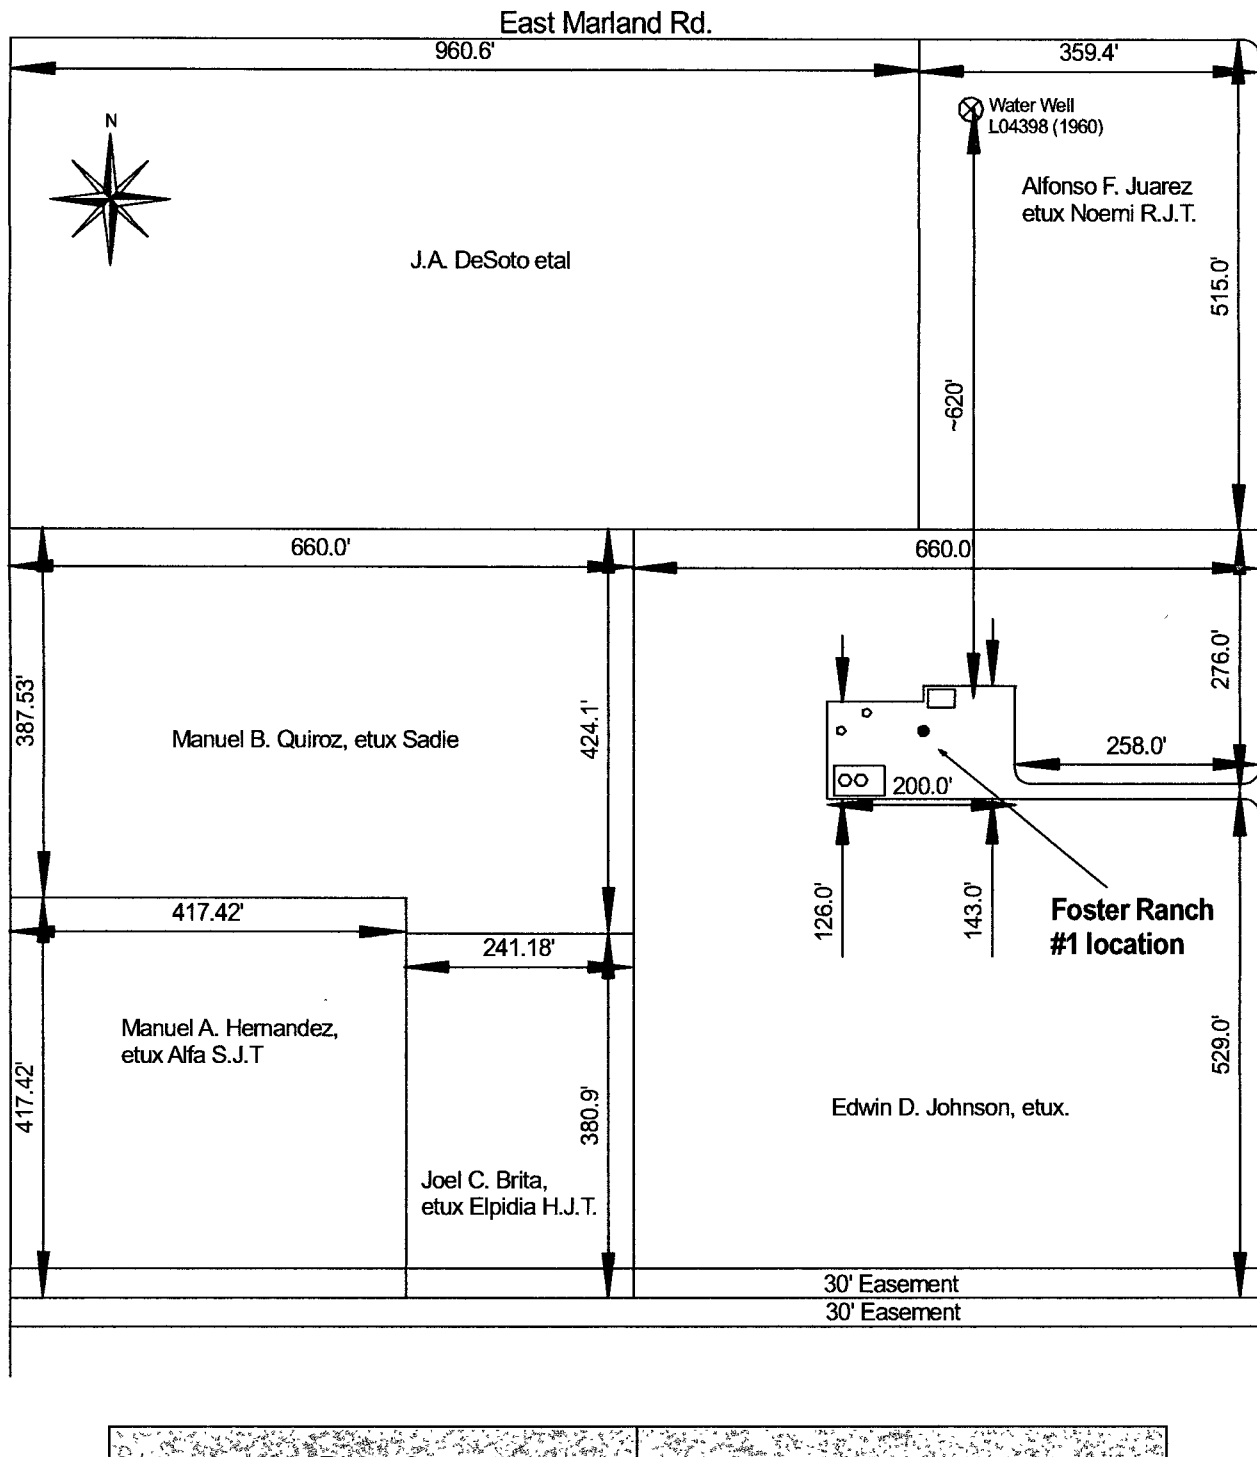 East Marland Rd.
960.6'
359.4'
N
Water Well
L04398 (1960)
Alfonso F. Juarez
etux Noemi R.J.T.
J.A. DeSoto etal
515.0'
~620'
660.0'
660.0'
387.53'
424.1'
276.0'
Manuel B. Quiroz, etux Sadie
258.0'
200.0'
126.0'
143.0'
Foster Ranch
#1 location
417.42'
241.18'
Manuel A. Hernandez,
etux Alfa S.J.T
417.42'
380.9'
529.0'
Edwin D. Johnson, etux.
Joel C. Brita,
etux Elpidia H.J.T.
30' Easement
30' Easement